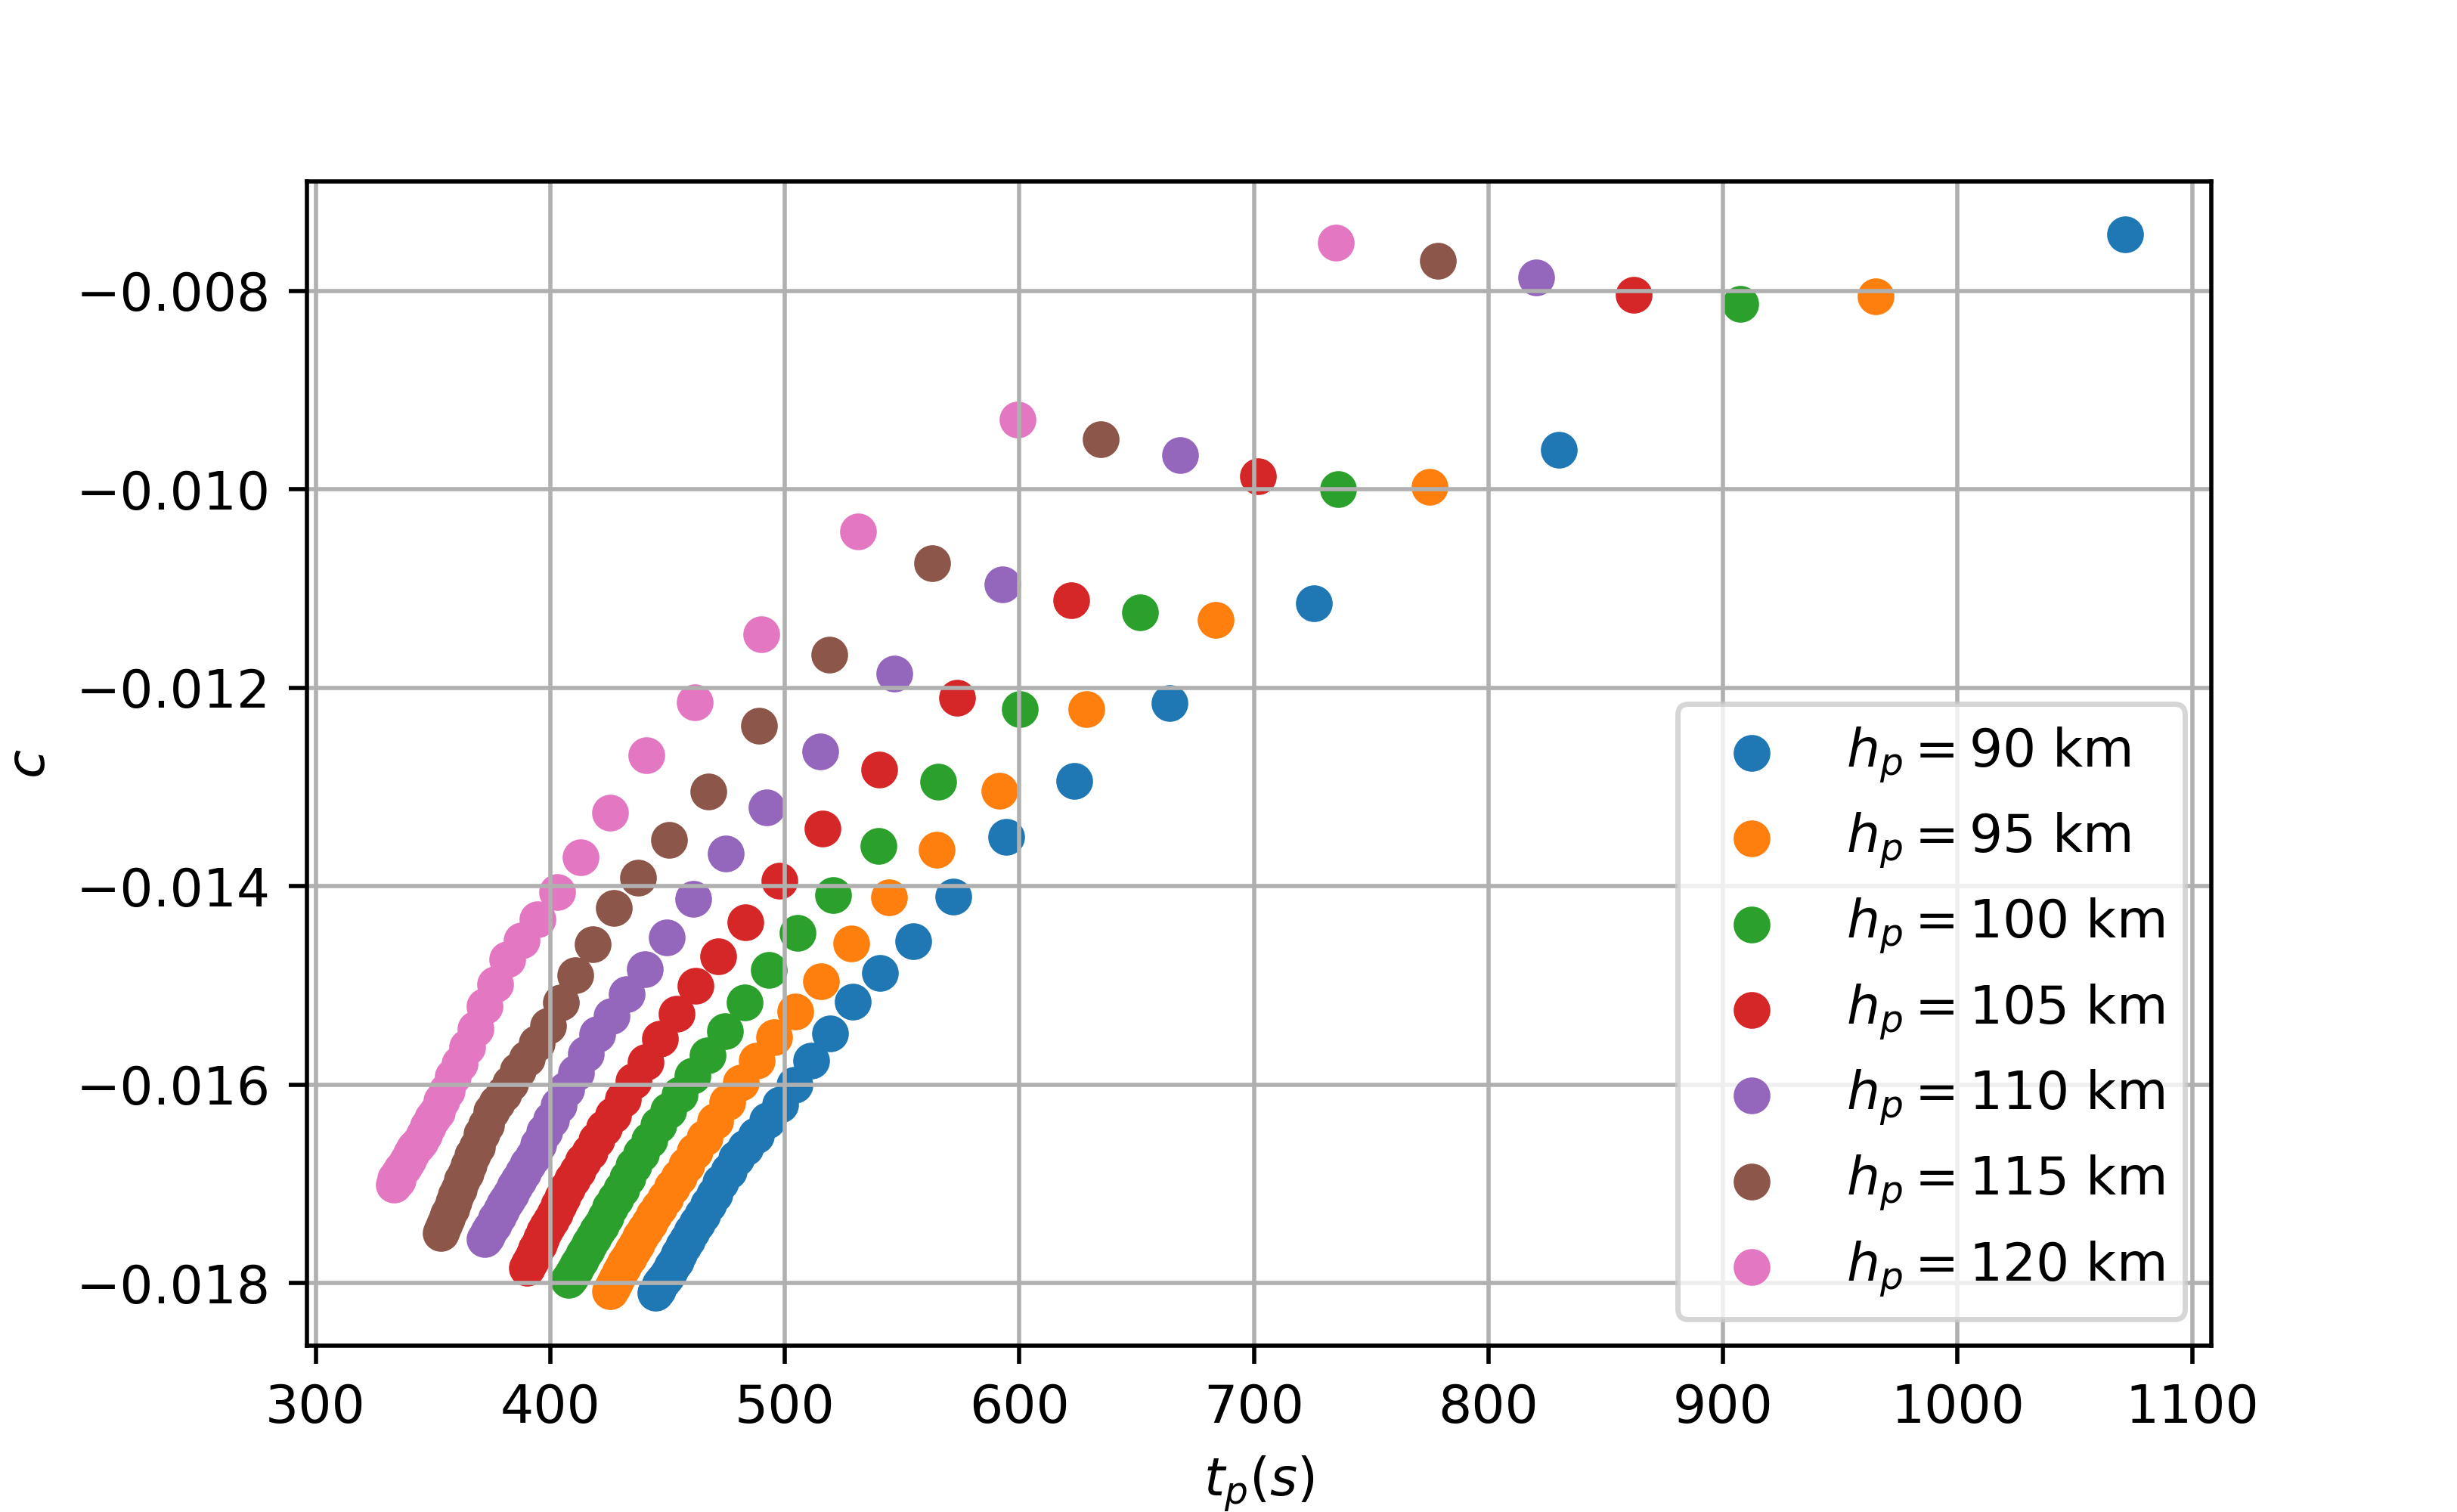 −0.008
−0.010
−0.012
−0.014
−0.016
−0.018
c
300 400 500 600 700 800 900 1000 1100
t_p(s)
h_p = 90 km
h_p = 95 km
h_p = 100 km
h_p = 105 km
h_p = 110 km
h_p = 115 km
h_p = 120 km